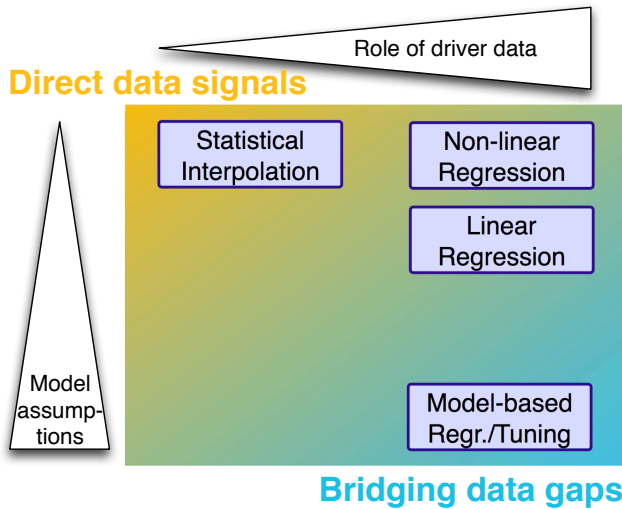 Role of driver data
Direct data signals
Statistical
Interpolation
Non-linear
Regression
Linear
Regression
Model
assump-
tions
Model-based
Regr./Tuning
Bridging data gaps